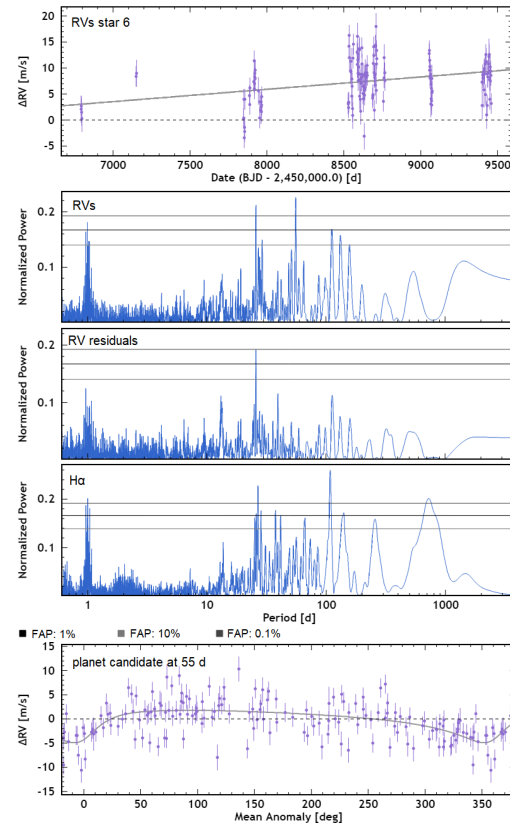 RVs star 6
ΔRV [m/s]
20
15
10
5
0
-5
7000
7500
8000
8500
9000
9500
Date (BJD - 2,450,000.0) [d]
RVs
Normalized Power
0.2
0.1
RV residuals
Normalized Power
0.2
0.1
Hα
Normalized Power
0.2
0.1
1
10
100
1000
Period [d]
FAP: 1% FAP: 10% FAP: 0.1%
planet candidate at 55 d
ΔRV [m/s]
15
10
5
0
-5
-10
-15
0
50
100
150
200
250
300
350
Mean Anomaly [deg]